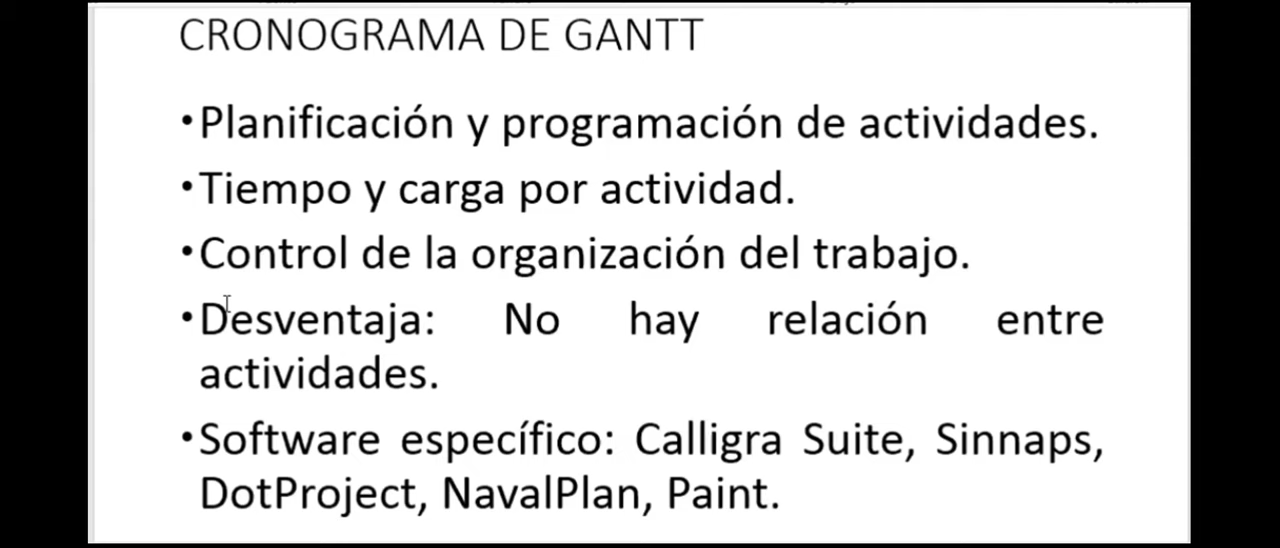 CRONOGRAMA DE GANTT
•Planificación y programación de actividades.
•Tiempo y carga por actividad.
•Control de la organización del trabajo.
•Desventaja: No hay relación entre
actividades.
•Software específico: Calligra Suite, Sinnaps,
DotProject, NavalPlan, Paint.